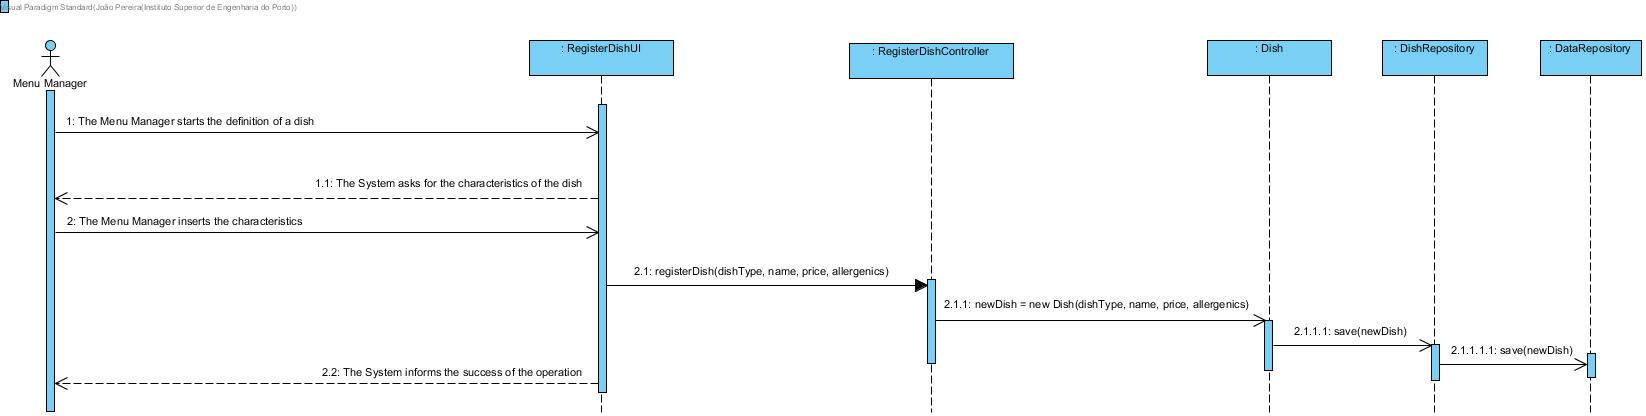 Visual Paradigm Standard(João Pereira(Instituto Superior de Engenharia do Porto))
: RegisterDishUI
: RegisterDishController
: Dish
: DishRepository
: DataRepository
Menu Manager
1: The Menu Manager starts the definition of a dish
1.1: The System asks for the characteristics of the dish
2: The Menu Manager inserts the characteristics
2.1: registerDish(dishType, name, price, allergenics)
2.1.1: newDish = new Dish(dishType, name, price, allergenics)
2.1.1.1: save(newDish)
2.1.1.1.1: save(newDish)
2.2: The System informs the success of the operation